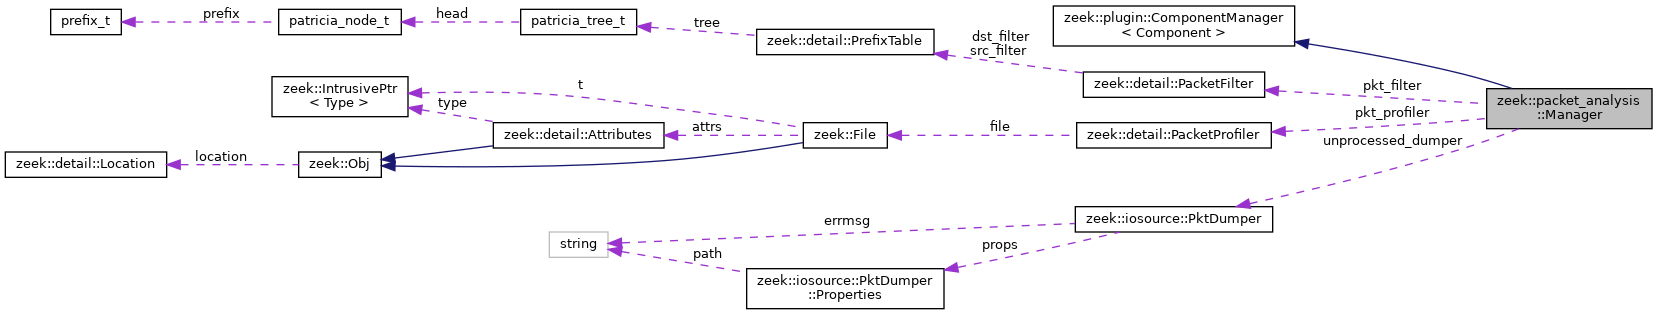 prefix_t
prefix
patricia_node_t
head
patricia_tree_t
tree
zeek::detail::PrefixTable
dst_filter
src_filter
zeek::plugin::ComponentManager
< Component >
zeek::detail::PacketFilter
pkt_filter
zeek::packet_analysis
::Manager
zeek::IntrusivePtr
< Type >
t
type
zeek::detail::Attributes
attrs
zeek::File
file
zeek::detail::PacketProfiler
pkt_profiler
unprocessed_dumper
zeek::detail::Location
location
zeek::Obj
string
errmsg
path
zeek::iosource::PktDumper
props
zeek::iosource::PktDumper
::Properties